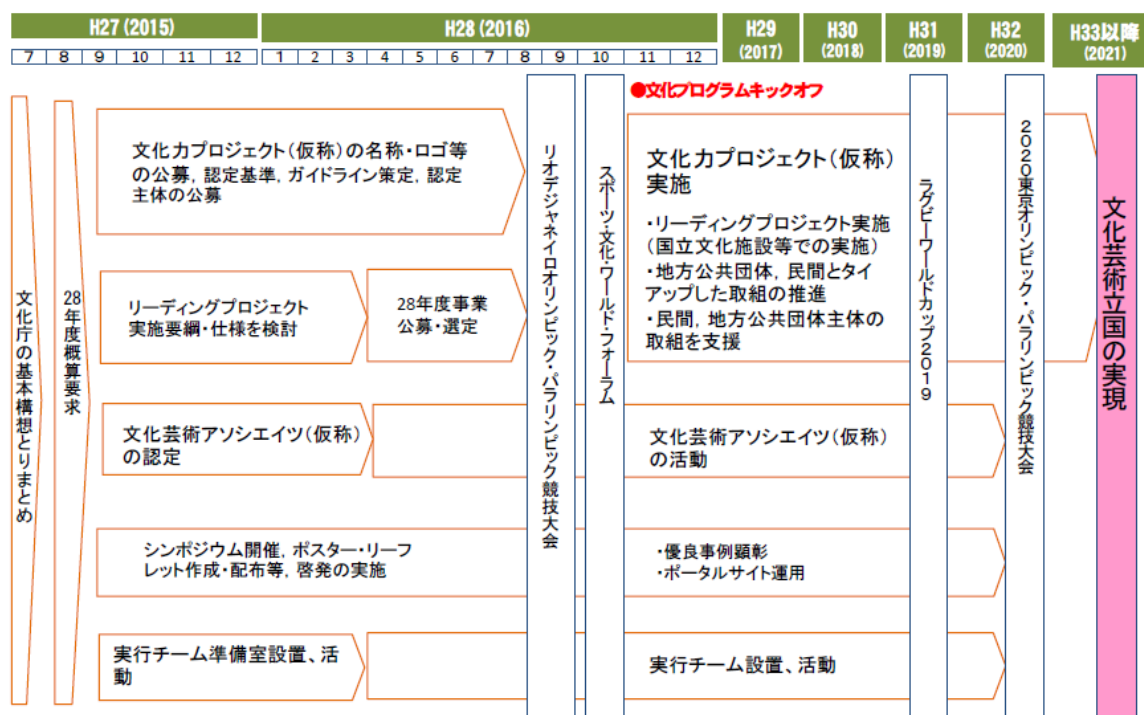 H27(2015)
H28(2016)
H29
(2017)
H30
(2018)
H31
(2019)
H32
(2020)
H33以降
(2021)
7 8 9 10 11 12 1 2 3 4 5 6 7 8 9 10 11 12
●文化プログラムキックオフ
文化庁の基本構想とりまとめ
28年度概算要求
文化力プロジェクト(仮称)の名称・ロゴ等
の公募, 認定基準, ガイドライン策定, 認定
主体の公募
リーディングプロジェクト
実施要綱・仕様を検討
28年度事業
公募・選定
文化芸術アソシエイツ(仮称)
の認定
シンポジウム開催, ポスター・リーフ
レット作成・配布等, 啓発の実施
実行チーム準備室設置、活
動
リオデジャネイロオリンピック・パラリンピック競技大会
スポーツ・文化・ワールド・フォーラム
文化力プロジェクト(仮称)
実施
・リーディングプロジェクト実施
(国立文化施設等での実施)
・地方公共団体, 民間とタイ
アップした取組の推進
・民間, 地方公共団体主体の
取組を支援
文化芸術アソシエイツ(仮称)
の活動
・優良事例顕彰
・ポータルサイト運用
実行チーム設置、活動
ラグビーワールドカップ2019
2020東京オリンピック・パラリンピック競技大会
文化芸術立国の実現